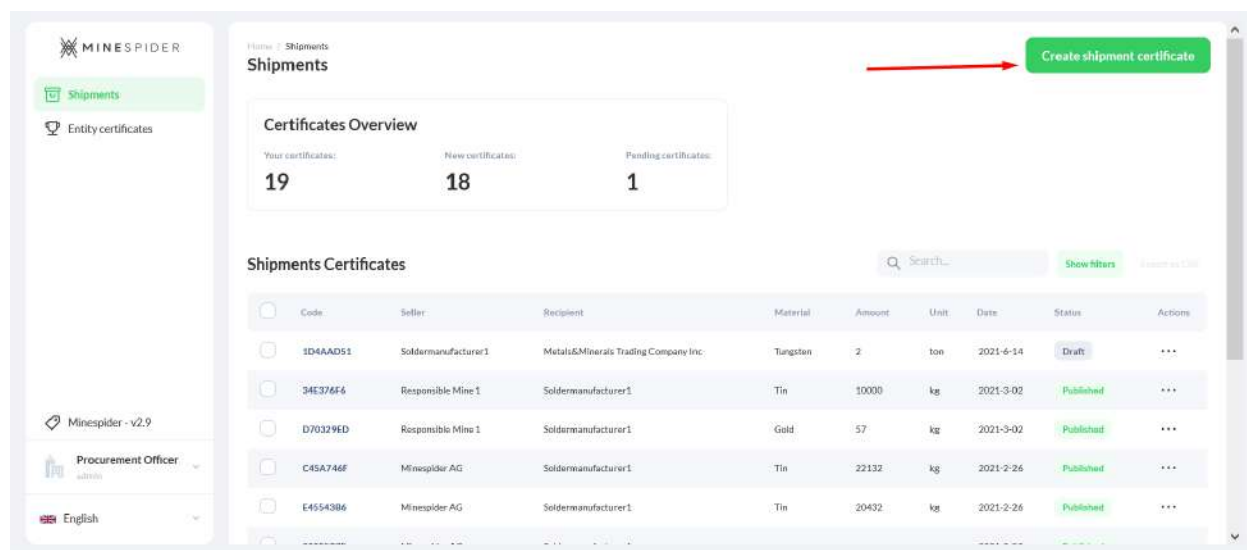 MINESPIDER
Shipments
Entity certificates
Minespider - v2.9
Procurement Officer
admin
English
Home / Shipments
Shipments
Create shipment certificate
Certificates Overview
Your certificates: New certificates: Pending certificates:
19 18 1
Shipments Certificates
Search...
Show filters
Code Seller Recipient Material Amount Unit Date Status Actions
1D4AAD51 Soldermanufacturer1 Metals&Minerals Trading Company Inc Tungsten 2 ton 2021-6-14 Draft ...
34E376F6 Responsible Mine 1 Soldermanufacturer1 Tin 10000 kg 2021-3-02 Published ...
D70329ED Responsible Mine 1 Soldermanufacturer1 Gold 57 kg 2021-3-02 Published ...
C45A746F Minespider AG Soldermanufacturer1 Tin 22132 kg 2021-2-26 Published ...
E45543B6 Minespider AG Soldermanufacturer1 Tin 20432 kg 2021-2-26 Published ...